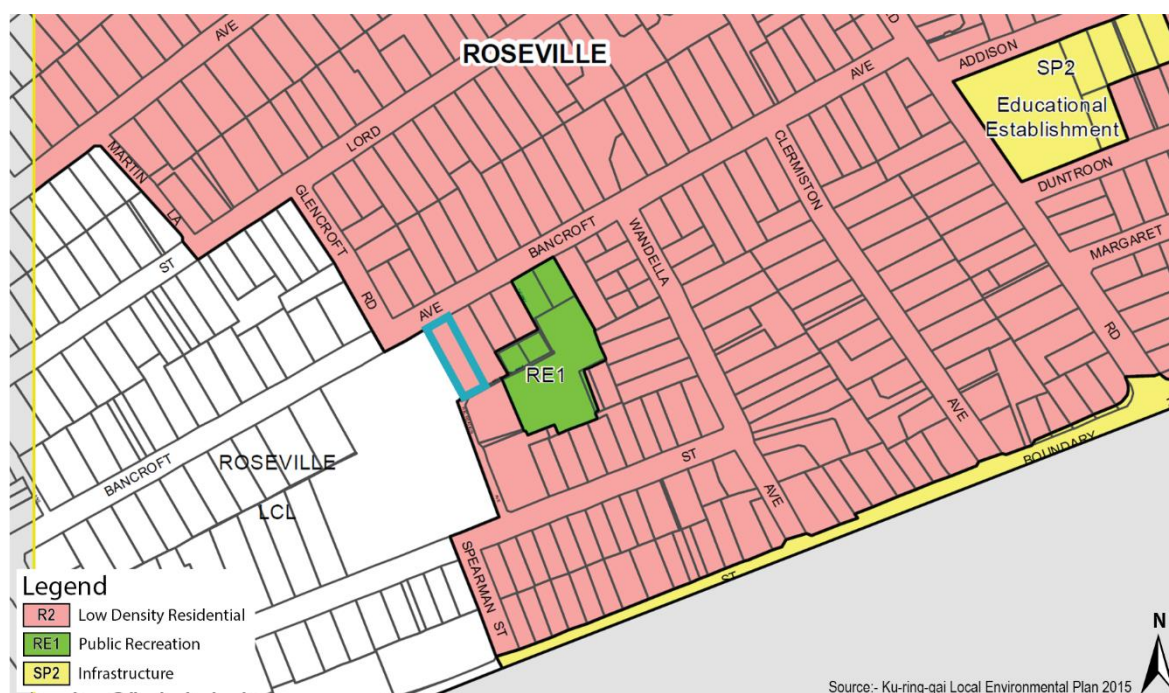 ROSEVILLE
AVE
ADDISON
RD
SP2
Educational
Establishment
AVE
LORD
MARTIN
LA
GLENCROFT
RD
CLERMISTON
DUNTROON
BANCROFT
WANDELLA
MARGARET
ST
AVE
RE1
RD
AVE
BANCROFT
ROSEVILLE
LCL
ST
AVE
BOUNDARY
SPEARMAN
ST
ST
Legend
R2 Low Density Residential
RE1 Public Recreation
SP2 Infrastructure
N
Source:- Ku-ring-gai Local Environmental Plan 2015